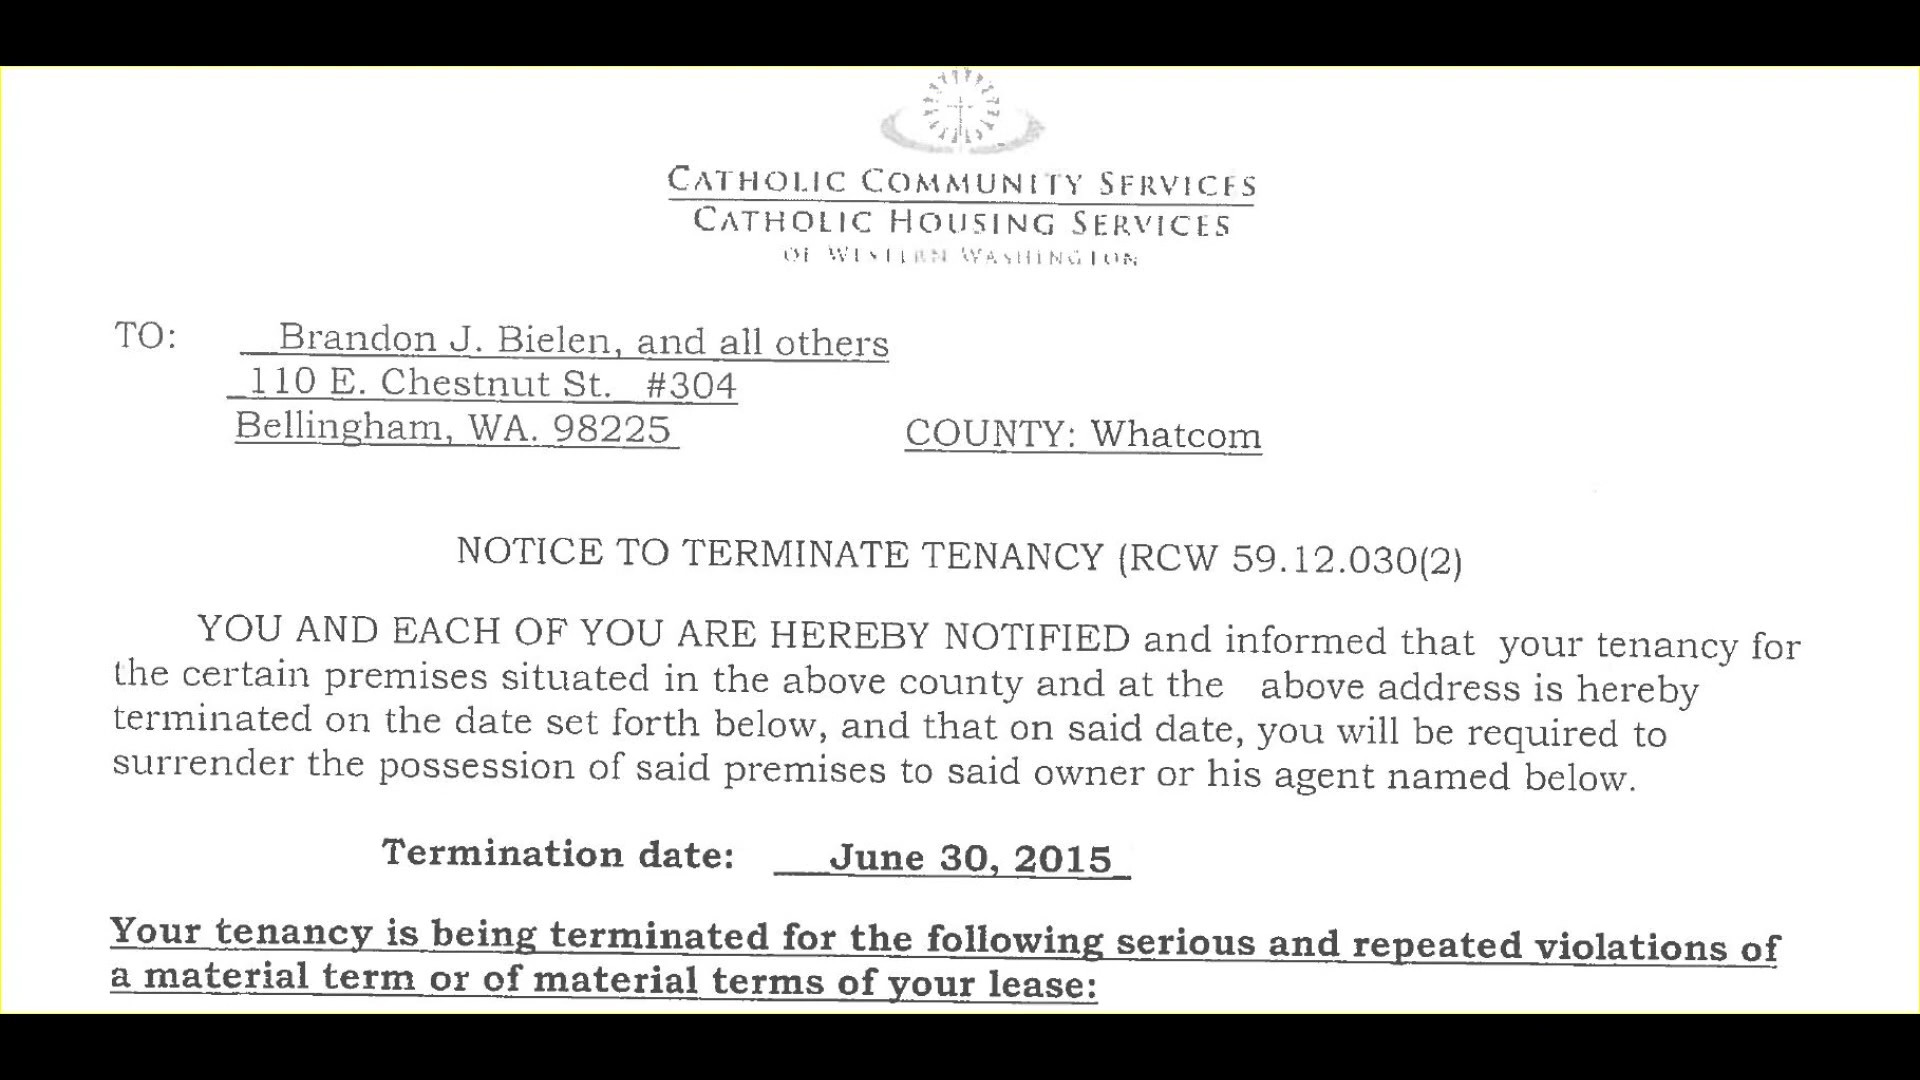 CATHOLIC COMMUNITY SERVICES
CATHOLIC HOUSING SERVICES
OF WESTERN WASHINGTON
TO: Brandon J. Bielen, and all others
110 E. Chestnut St. #304
Bellingham, WA. 98225 COUNTY: Whatcom
NOTICE TO TERMINATE TENANCY (RCW 59.12.030(2)
YOU AND EACH OF YOU ARE HEREBY NOTIFIED and informed that your tenancy for
the certain premises situated in the above county and at the above address is hereby
terminated on the date set forth below, and that on said date, you will be required to
surrender the possession of said premises to said owner or his agent named below.
Termination date: June 30, 2015
Your tenancy is being terminated for the following serious and repeated violations of
a material term or of material terms of your lease: